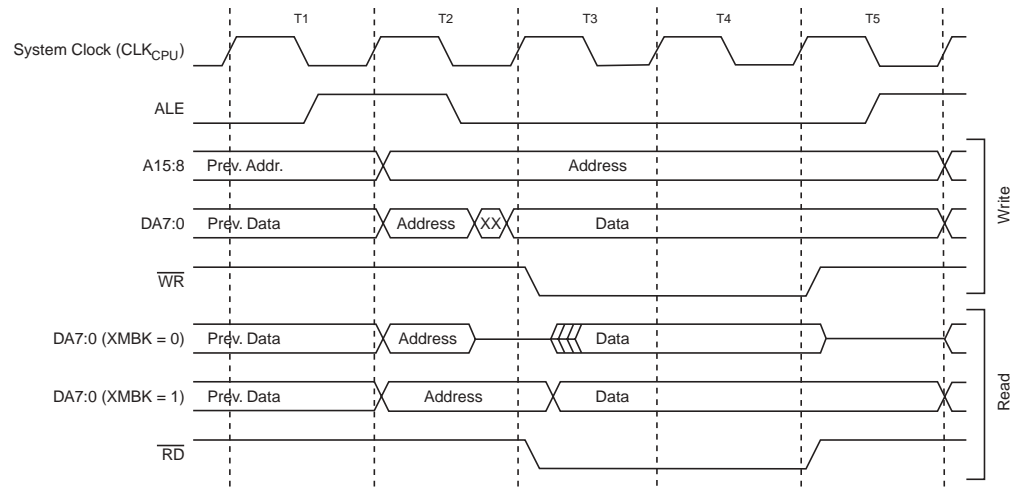 T1 T2 T3 T4 T5
System Clock (CLKCPU)
ALE
A15:8 Prev. Addr. Address
DA7:0 Prev. Data Address XX Data
WR
Write
DA7:0 (XMBK = 0) Prev. Data Address Data
DA7:0 (XMBK = 1) Prev. Data Address Data
RD
Read